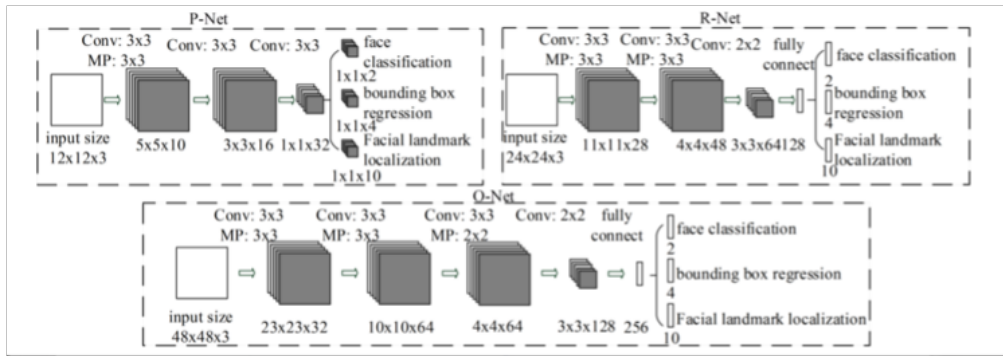 P-Net
Conv: 3x3
MP: 3x3
Conv: 3x3
Conv: 3x3
input size
12x12x3
5x5x10
3x3x16
1x1x32
face
classification
1x1x2
bounding box
regression
1x1x4
Facial landmark
localization
1x1x10
R-Net
Conv: 3x3
MP: 3x3
Conv: 3x3
MP: 3x3
Conv: 2x2
fully
connect
input size
24x24x3
11x11x28
4x4x48
3x3x64
128
face classification
2
bounding box
regression
4
Facial landmark
localization
10
O-Net
Conv: 3x3
MP: 3x3
Conv: 3x3
MP: 3x3
Conv: 3x3
MP: 2x2
Conv: 2x2
fully
connect
input size
48x48x3
23x23x32
10x10x64
4x4x64
3x3x128
256
face classification
2
bounding box regression
4
Facial landmark localization
10